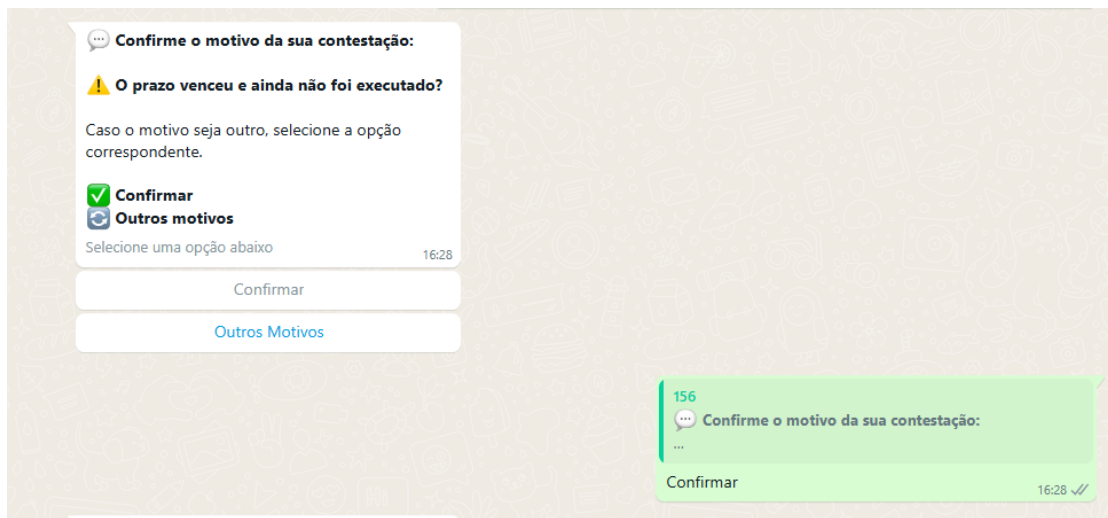 Confirme o motivo da sua contestação:
O prazo venceu e ainda não foi executado?
Caso o motivo seja outro, selecione a opção
correspondente.
Confirmar
Outros motivos
Selecione uma opção abaixo
16:28
Confirmar
Outros Motivos
156
Confirme o motivo da sua contestação:
...
Confirmar
16:28